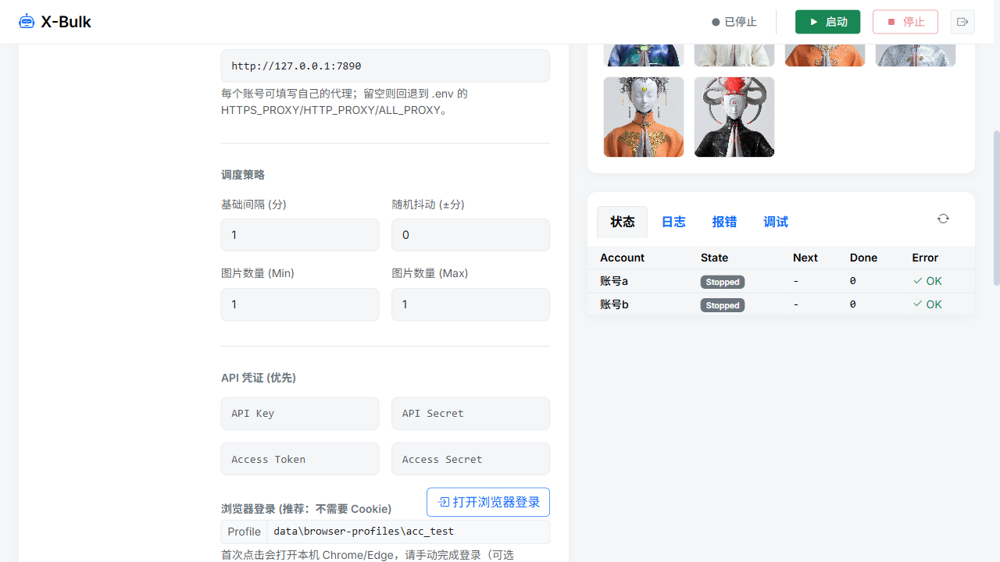 X-Bulk
已停止
启动
停止
http://127.0.0.1:7890
每个账号可填写自己的代理；留空则回退到 .env 的
HTTPS_PROXY/HTTP_PROXY/ALL_PROXY。
调度策略
基础间隔 (分)
随机抖动 (±分)
1
0
图片数量 (Min)
图片数量 (Max)
1
1
API 凭证 (优先)
API Key
API Secret
Access Token
Access Secret
浏览器登录 (推荐：不需要 Cookie)
打开浏览器登录
Profile
data\browser-profiles\acc_test
首次点击会打开本机 Chrome/Edge，请手动完成登录（可选
状态
日志
报错
调试
Account State Next Done Error
账号a Stopped - 0 OK
账号b Stopped - 0 OK